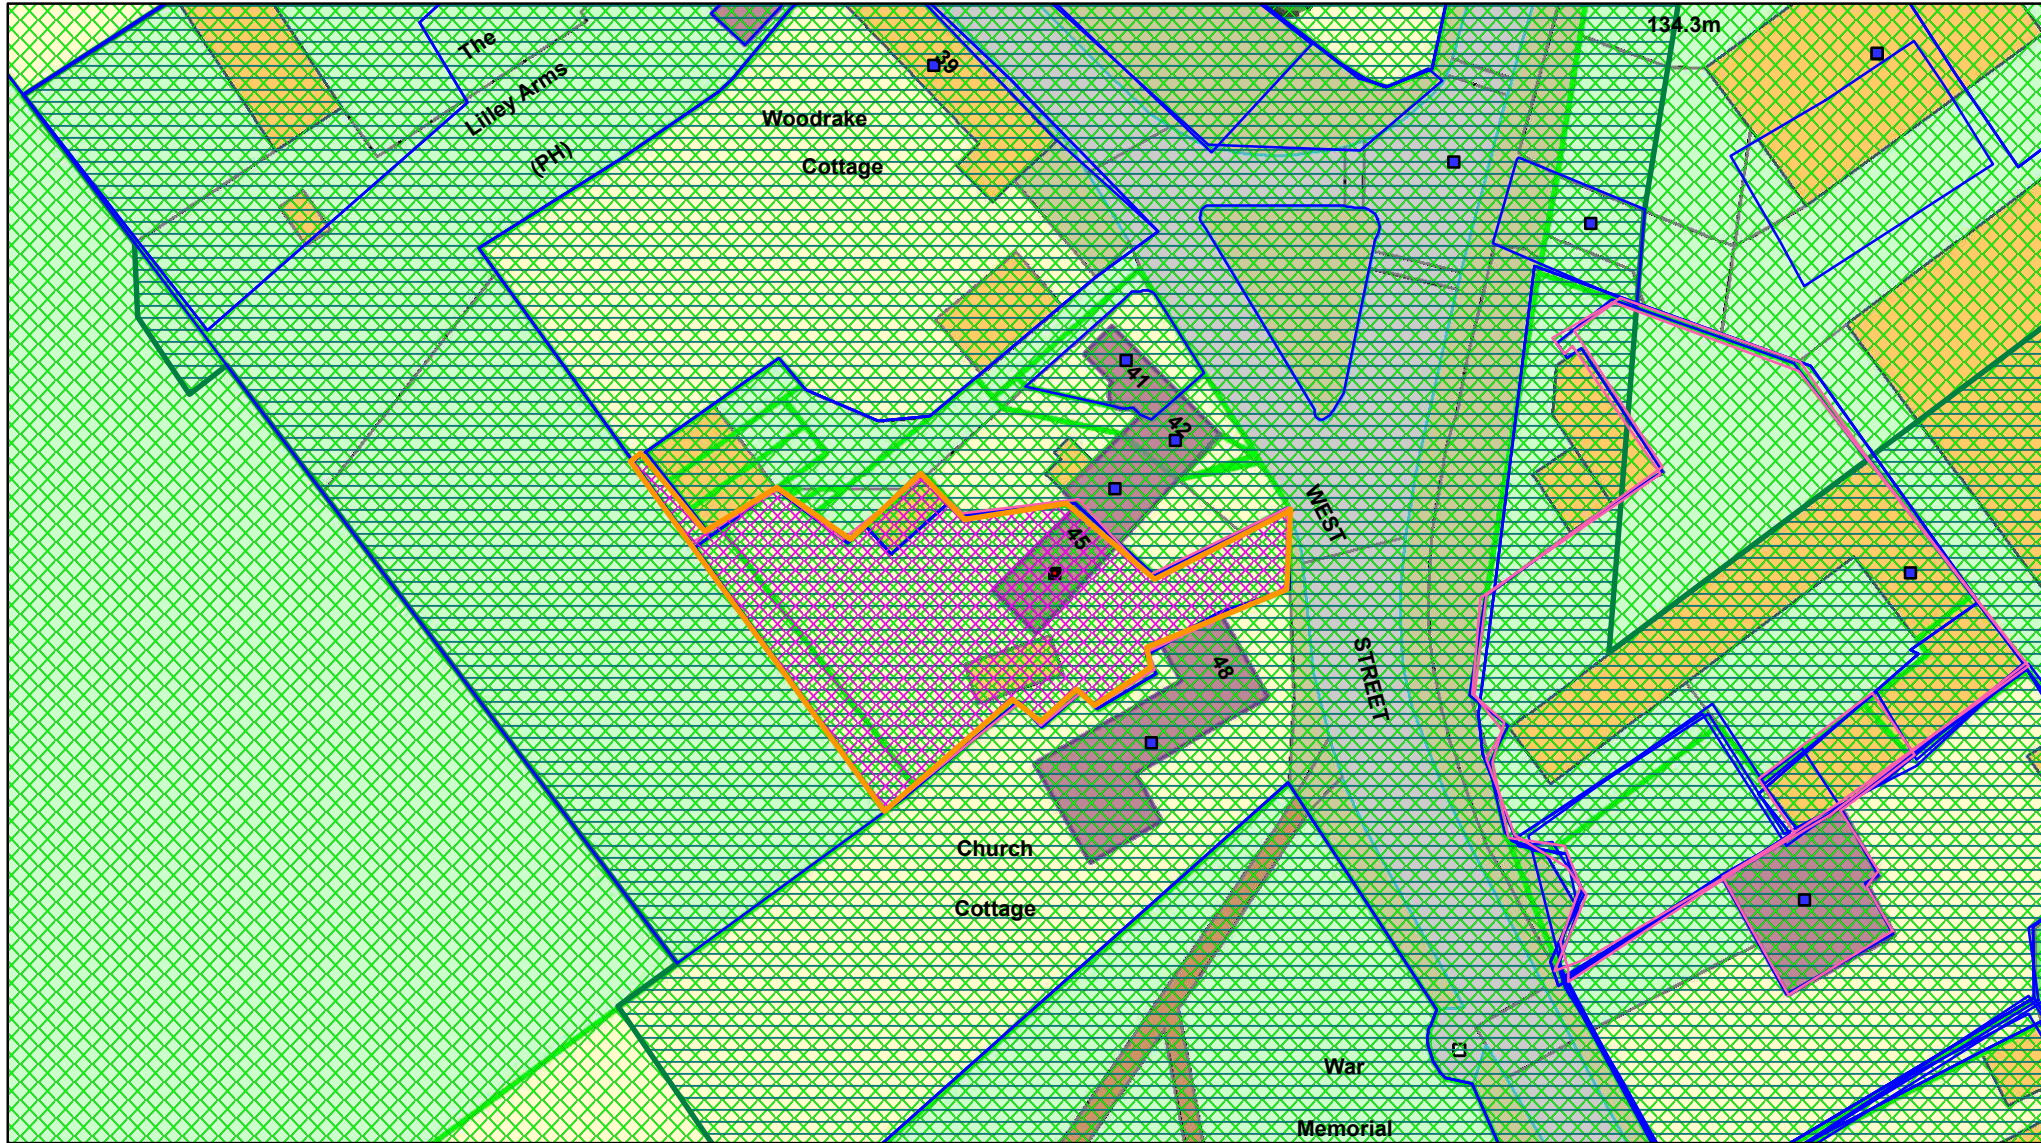 134.3m
The
Lilley Arms
(PH)
39
Woodrake
Cottage
41
42
45
48
WEST
STREET
Church
Cottage
War
Memorial